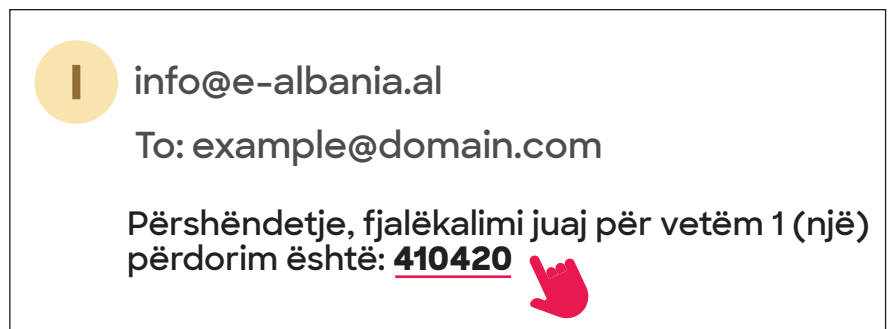 I
info@e-albania.al
To: example@domain.com
Përshëndetje, fjalëkalimi juaj për vetëm 1 (një)
përdorim është: 410420